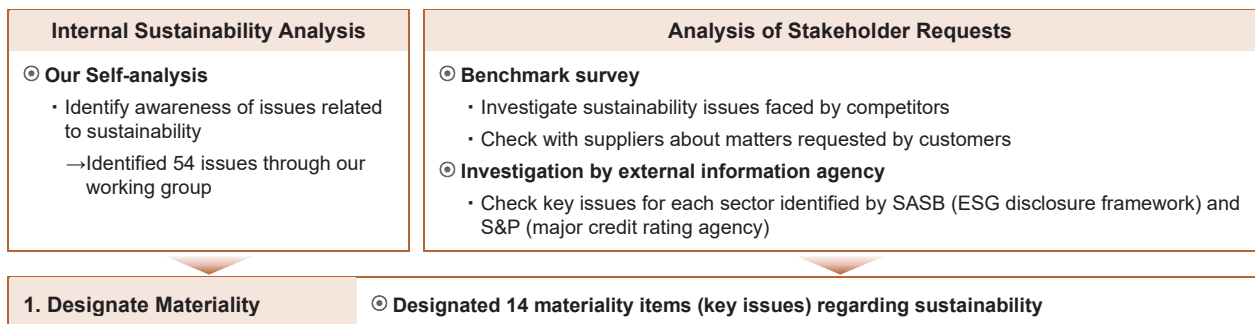 Internal Sustainability Analysis
◉ Our Self-analysis
・Identify awareness of issues related
to sustainability
→Identified 54 issues through our
working group
Analysis of Stakeholder Requests
◉ Benchmark survey
・Investigate sustainability issues faced by competitors
・Check with suppliers about matters requested by customers
◉ Investigation by external information agency
・Check key issues for each sector identified by SASB (ESG disclosure framework) and
S&P (major credit rating agency)
1. Designate Materiality
◉ Designated 14 materiality items (key issues) regarding sustainability